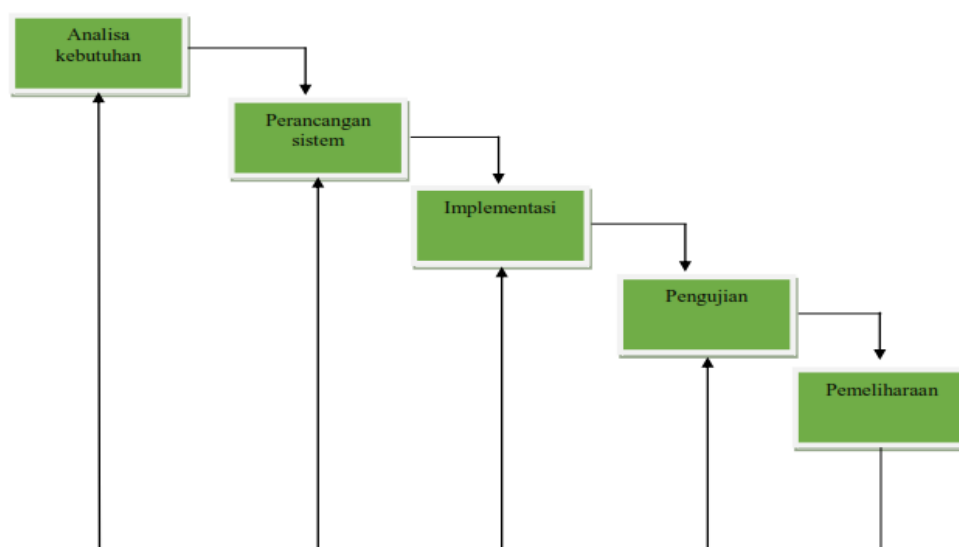 Analisa
kebutuhan
Perancangan
sistem
Implementasi
Pengujian
Pemeliharaan